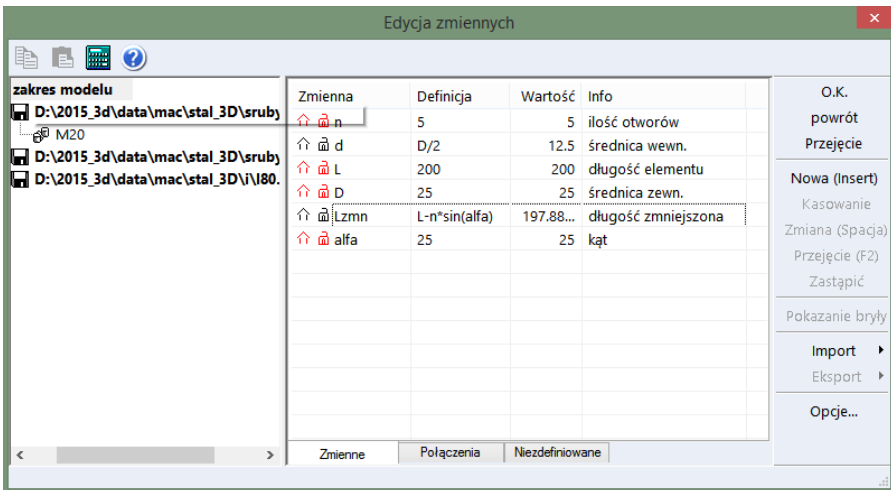 Edycja zmiennych
zakres modelu
D:\2015_3d\data\mac\stal_3D\sruby
M20
D:\2015_3d\data\mac\stal_3D\sruby
D:\2015_3d\data\mac\stal_3D\i\I80.
Zmienna Definicja Wartość Info
n 5 5 ilość otworów
d D/2 12.5 średnica wewn.
L 200 200 długość elementu
D 25 25 średnica zewn.
Lzmn L-n*sin(alfa) 197.88... długość zmniejszona
alfa 25 25 kąt
Zmienne Połączenia Niezdefiniowane
O.K.
powrót
Przejęcie
Nowa (Insert)
Kasowanie
Zmiana (Spacja)
Przejęcie (F2)
Zastąpić
Pokazanie bryły
Import
Eksport
Opcje...